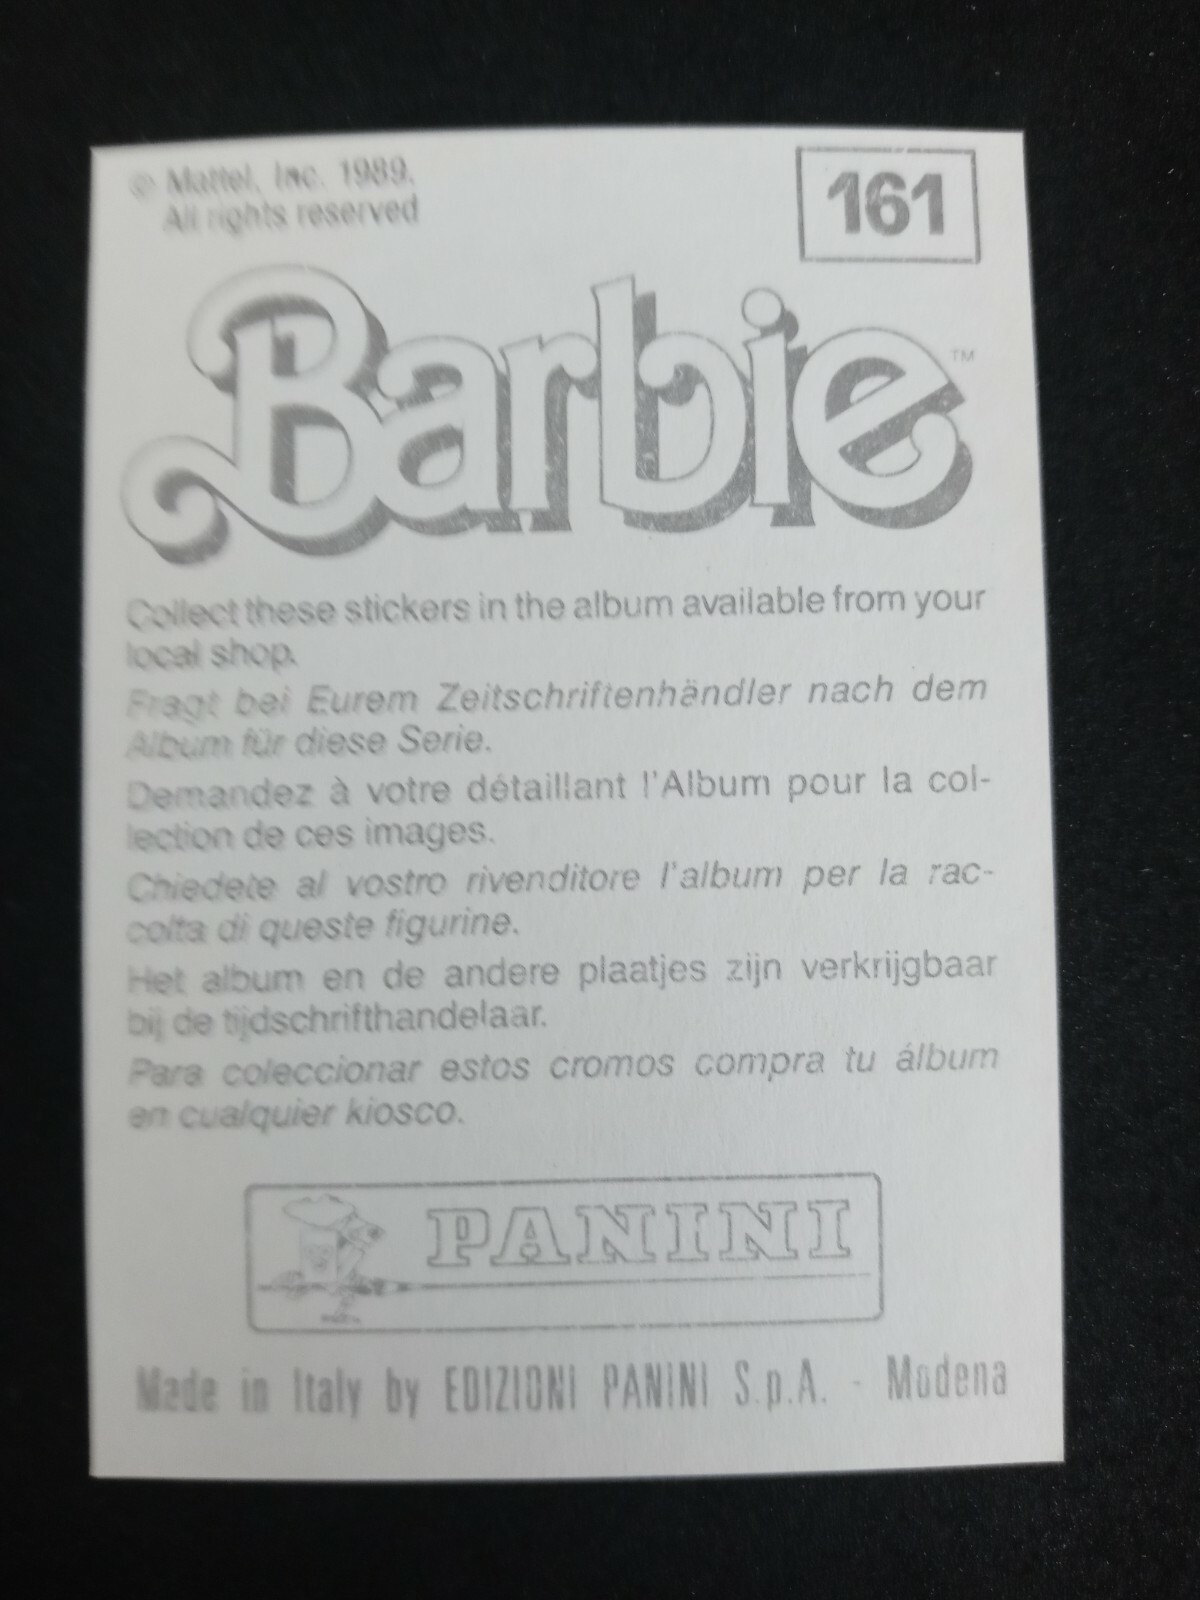 © Mattel, Inc. 1989.
All rights reserved
161
Barbie™
Collect these stickers in the album available from your
local shop.
Fragt bei Eurem Zeitschriftenhändler nach dem
Album für diese Serie.
Demandez à votre détaillant l'Album pour la col-
lection de ces images.
Chiedete al vostro rivenditore l'album per la rac-
colta di queste figurine.
Het album en de andere plaatjes zijn verkrijgbaar
bij de tijdschrifthandelaar.
Para coleccionar estos cromos compra tu álbum
en cualquier kiosco.
PANINI
Made in Italy by EDIZIONI PANINI S.p.A. - Modena